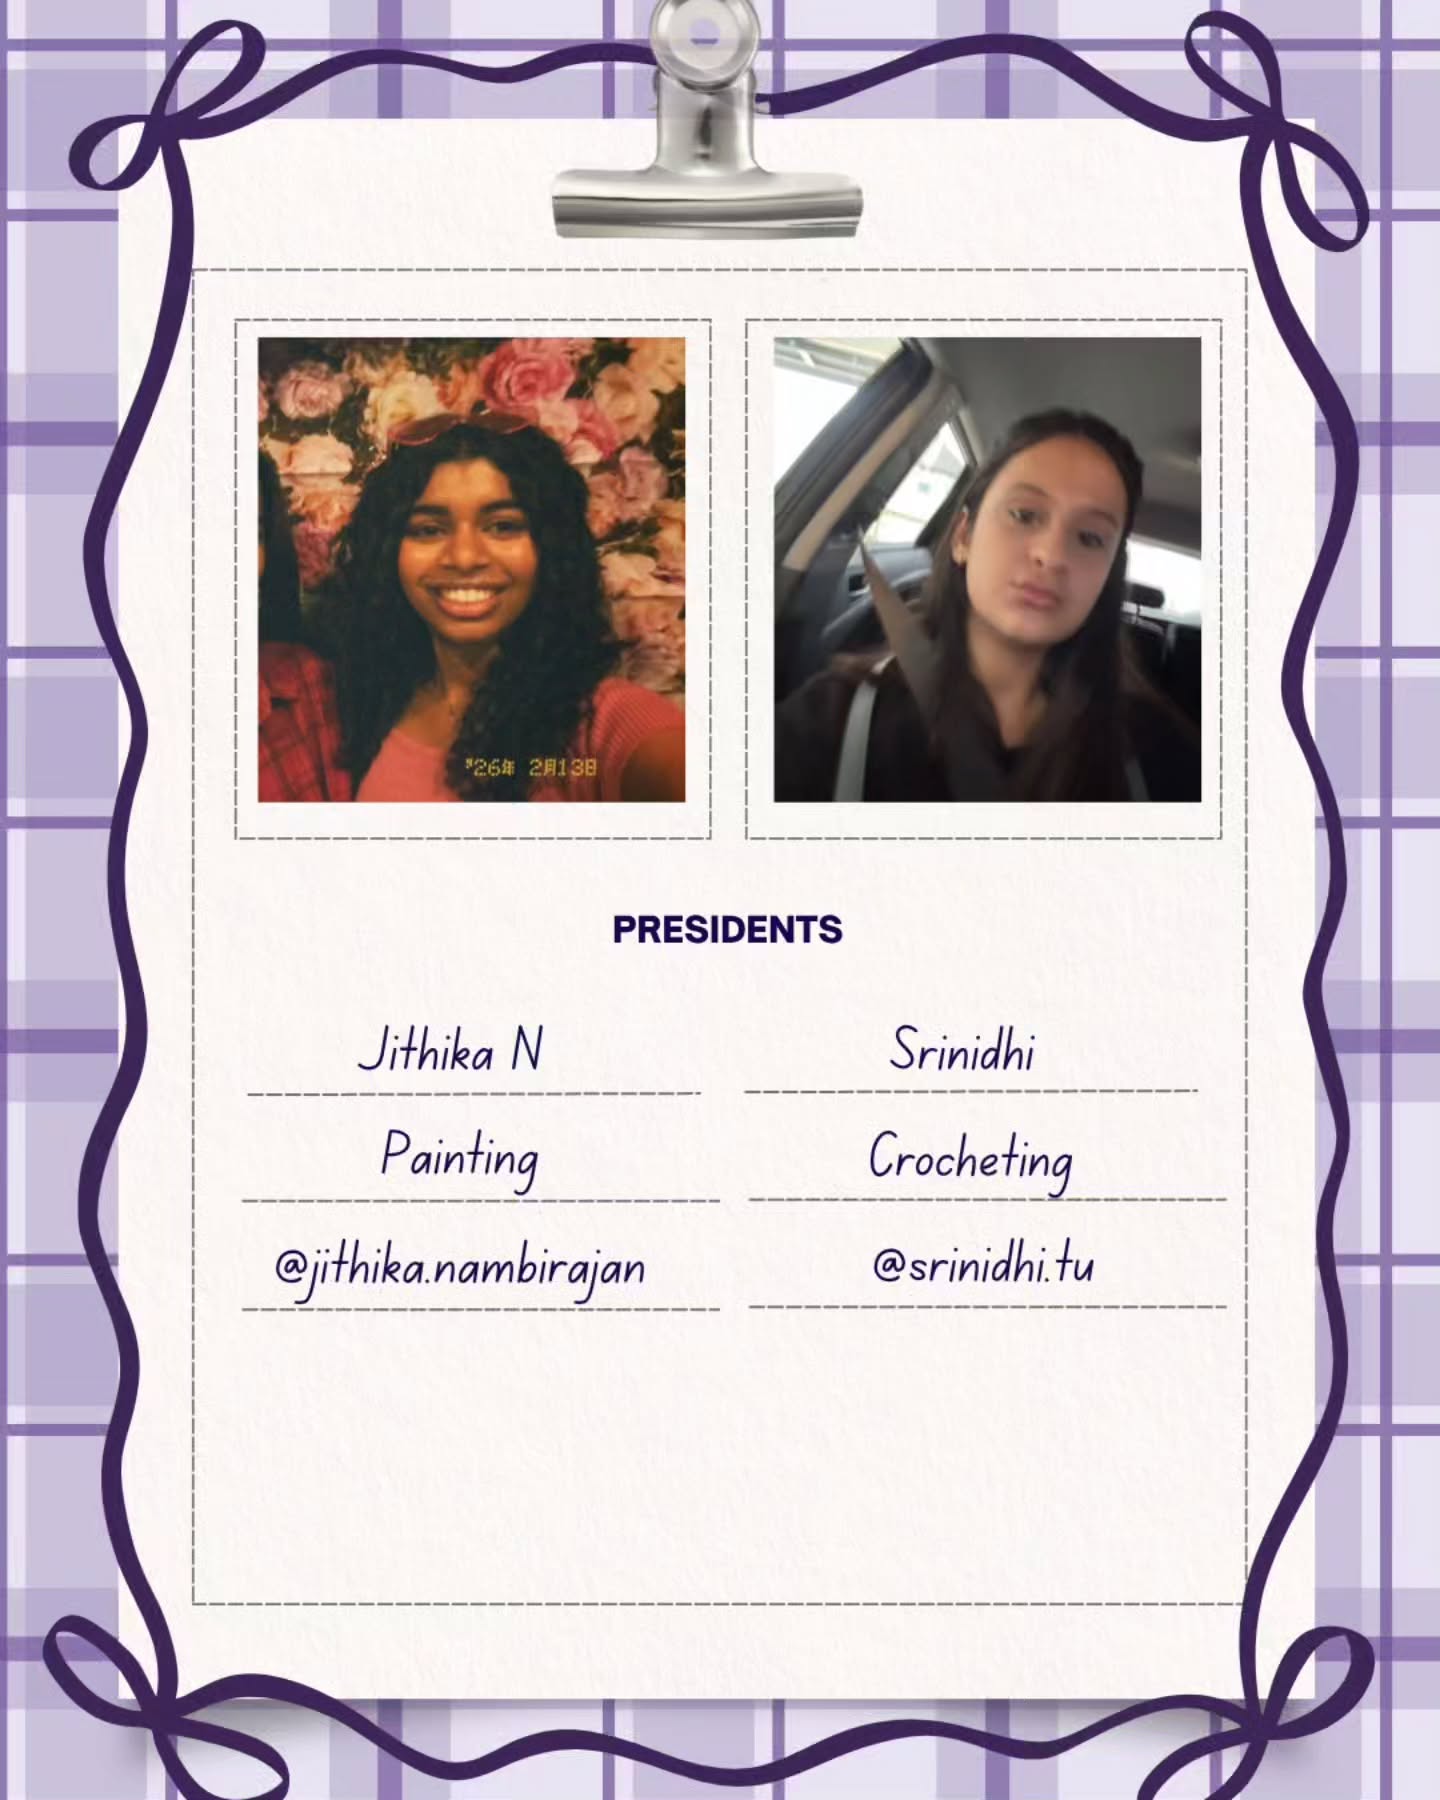 '26年 2月13日
PRESIDENTS
Jithika N
Srinidhi
Painting
Crocheting
@jithika.nambirajan
@srinidhi.tu